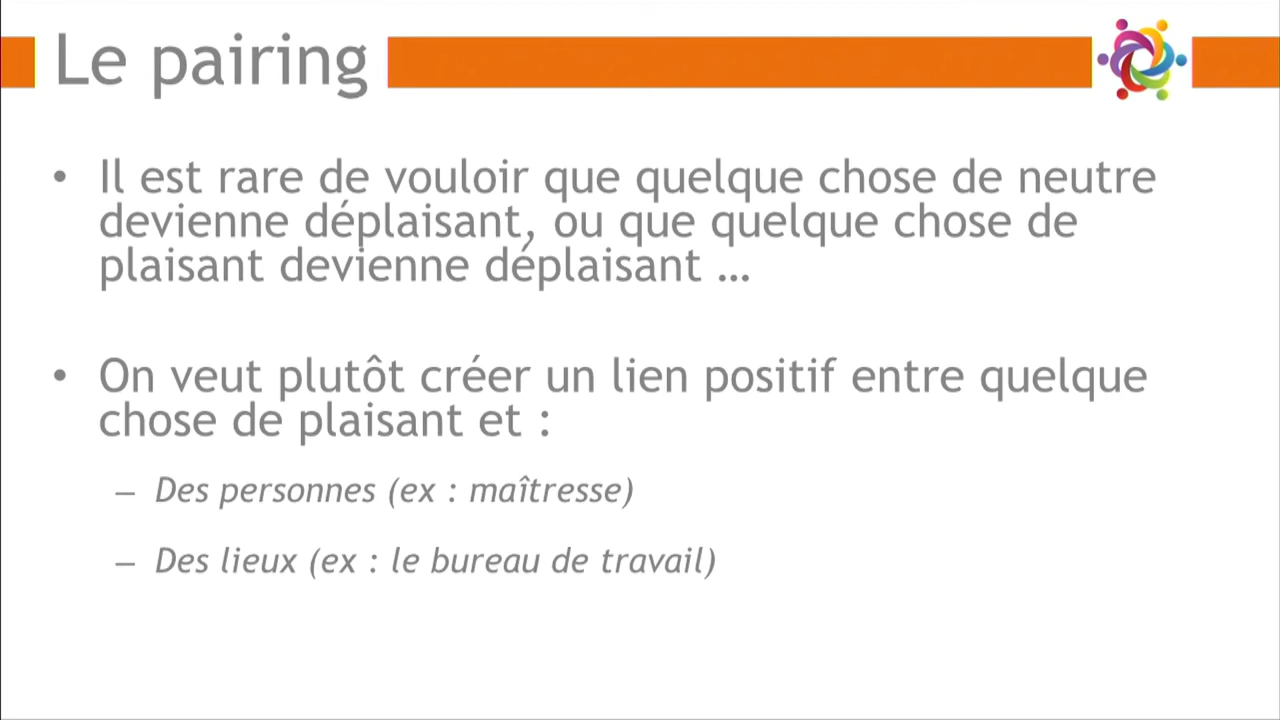 Le pairing
• Il est rare de vouloir que quelque chose de neutre
devienne déplaisant, ou que quelque chose de
plaisant devienne déplaisant …
• On veut plutôt créer un lien positif entre quelque
chose de plaisant et :
– Des personnes (ex : maîtresse)
– Des lieux (ex : le bureau de travail)